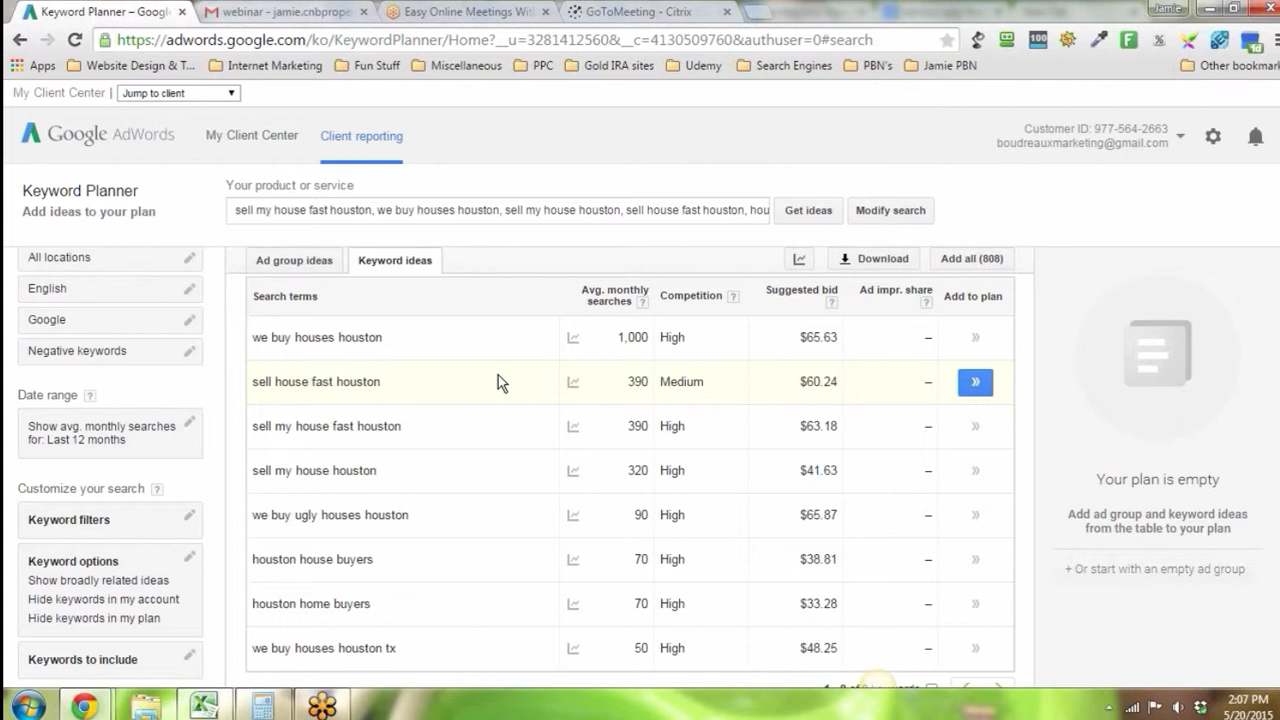 Keyword Planner – Goog
webinar - jamie.cnbprope
Easy Online Meetings Wit
GoToMeeting - Citrix
Jamie
https://adwords.google.com/ko/KeywordPlanner/Home?__u=3281412560&__c=4130509760&authuser=0#search
Apps
Website Design & T...
Internet Marketing
Fun Stuff
Miscellaneous
PPC
Gold IRA sites
Udemy
Search Engines
PBN's
Jamie PBN
Other bookmar
My Client Center | Jump to client
Google AdWords
My Client Center
Client reporting
Customer ID: 977-564-2663
boudreauxmarketing@gmail.com
Keyword Planner
Add ideas to your plan
Your product or service
sell my house fast houston, we buy houses houston, sell my house houston, sell house fast houston, hou
Get ideas
Modify search
All locations
English
Google
Negative keywords
Date range ?
Show avg. monthly searches
for: Last 12 months
Customize your search ?
Keyword filters
Keyword options
Show broadly related ideas
Hide keywords in my account
Hide keywords in my plan
Keywords to include
Ad group ideas
Keyword ideas
Download
Add all (808)
Search terms
Avg. monthly
searches ?
Competition ?
Suggested bid
?
Ad impr. share
?
Add to plan
we buy houses houston 1,000 High $65.63 – »
sell house fast houston 390 Medium $60.24 – »
sell my house fast houston 390 High $63.18 – »
sell my house houston 320 High $41.63 – »
we buy ugly houses houston 90 High $65.87 – »
houston house buyers 70 High $38.81 – »
houston home buyers 70 High $33.28 – »
we buy houses houston tx 50 High $48.25 – »
Your plan is empty
Add ad group and keyword ideas
from the table to your plan
+ Or start with an empty ad group
2:07 PM
5/20/2015